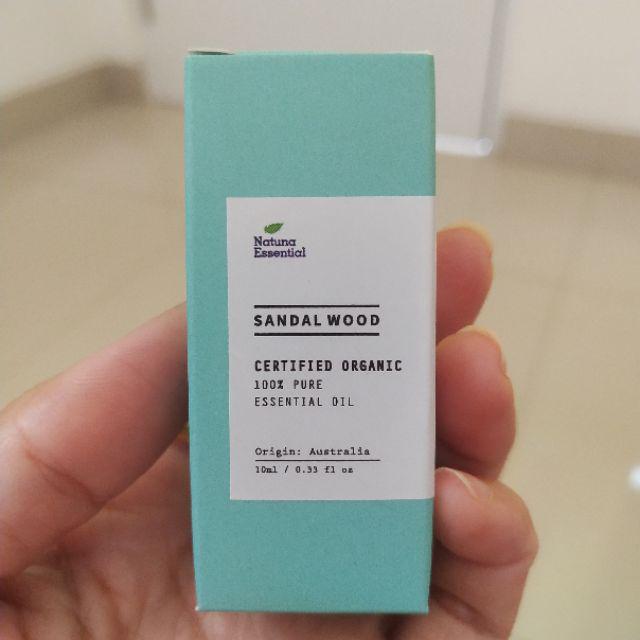 Natuna
Essential
SANDAL WOOD
CERTIFIED ORGANIC
100% PURE
ESSENTIAL OIL
Origin: Australia
10ml / 0.33 fl oz